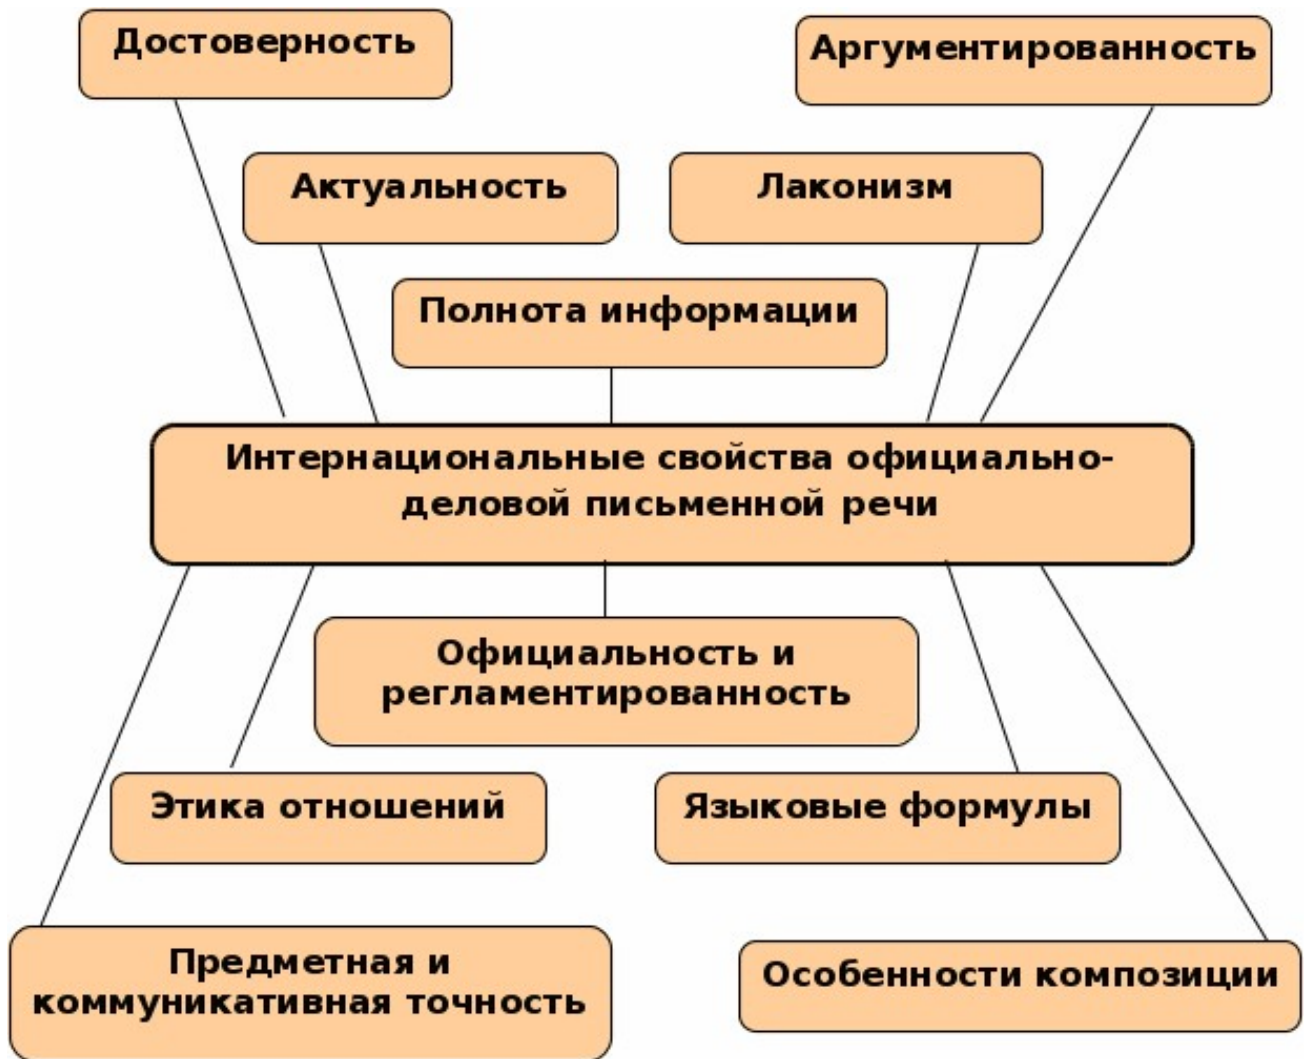 Достоверность
Аргументированность
Актуальность
Лаконизм
Полнота информации
Интернациональные свойства официально-
деловой письменной речи
Официальность и
регламентированность
Этика отношений
Языковые формулы
Предметная и
коммуникативная точность
Особенности композиции